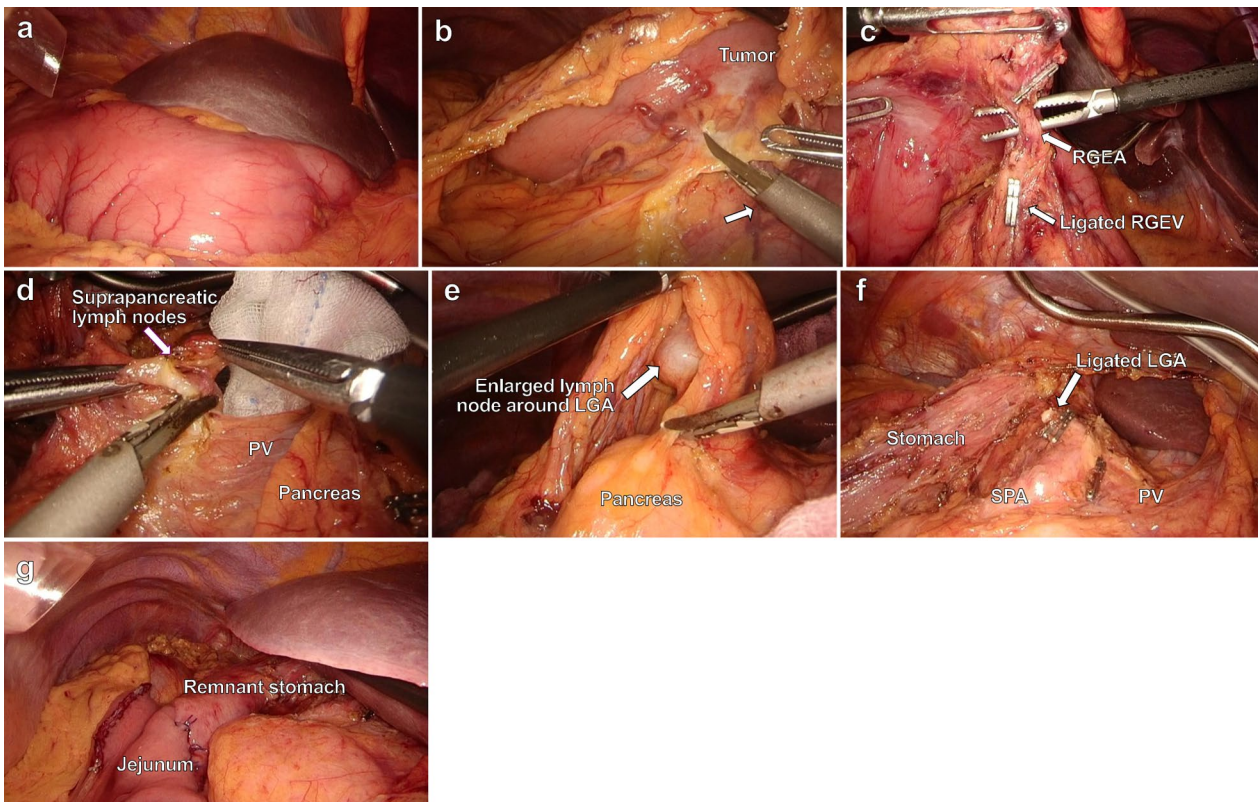 a
b
Tumor
c
RGEA
Ligated RGEV
d
Suprapancreatic
lymph nodes
PV
Pancreas
e
Enlarged lymph
node around LGA
Pancreas
f
Ligated LGA
Stomach
SPA
PV
g
Remnant stomach
Jejunum